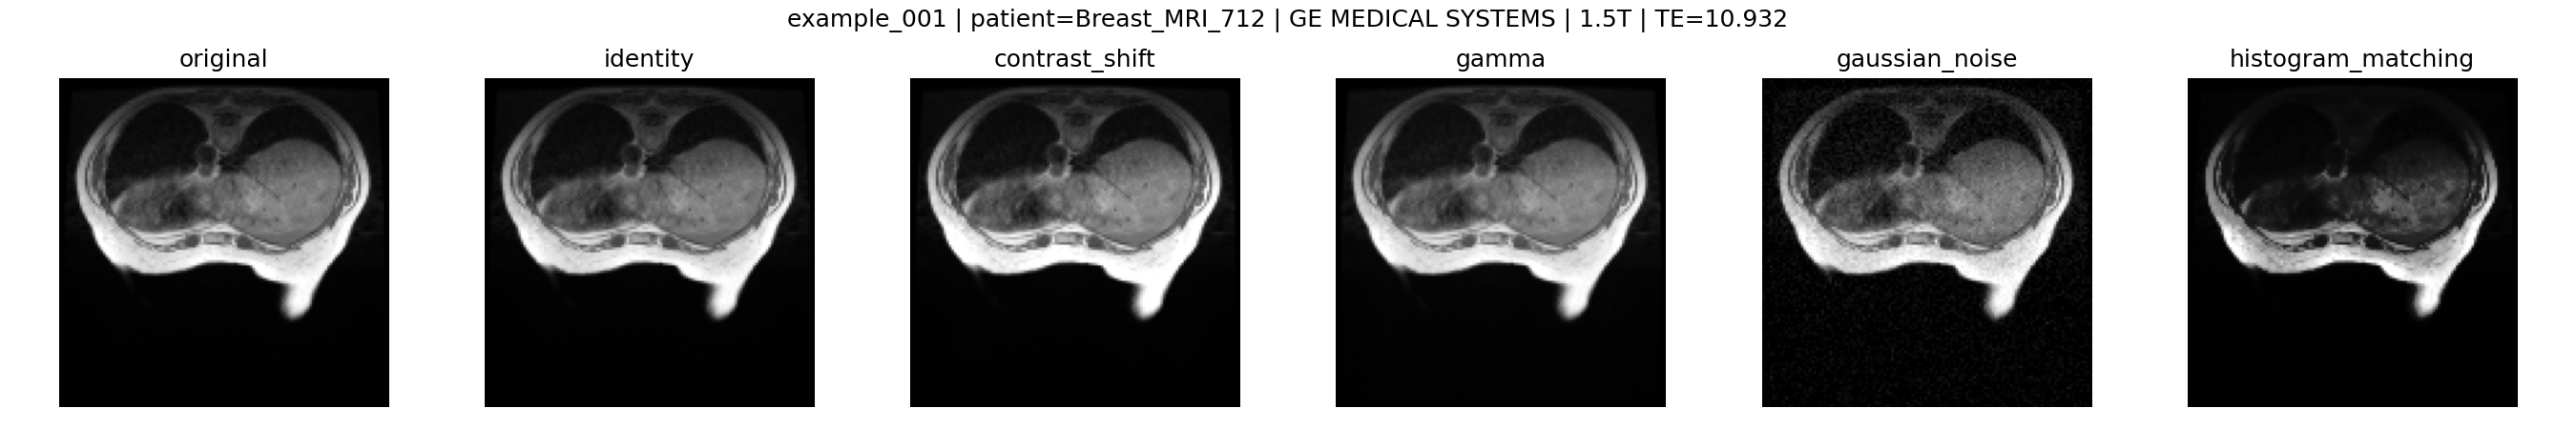 example_001 | patient=Breast_MRI_712 | GE MEDICAL SYSTEMS | 1.5T | TE=10.932
original
identity
contrast_shift
gamma
gaussian_noise
histogram_matching